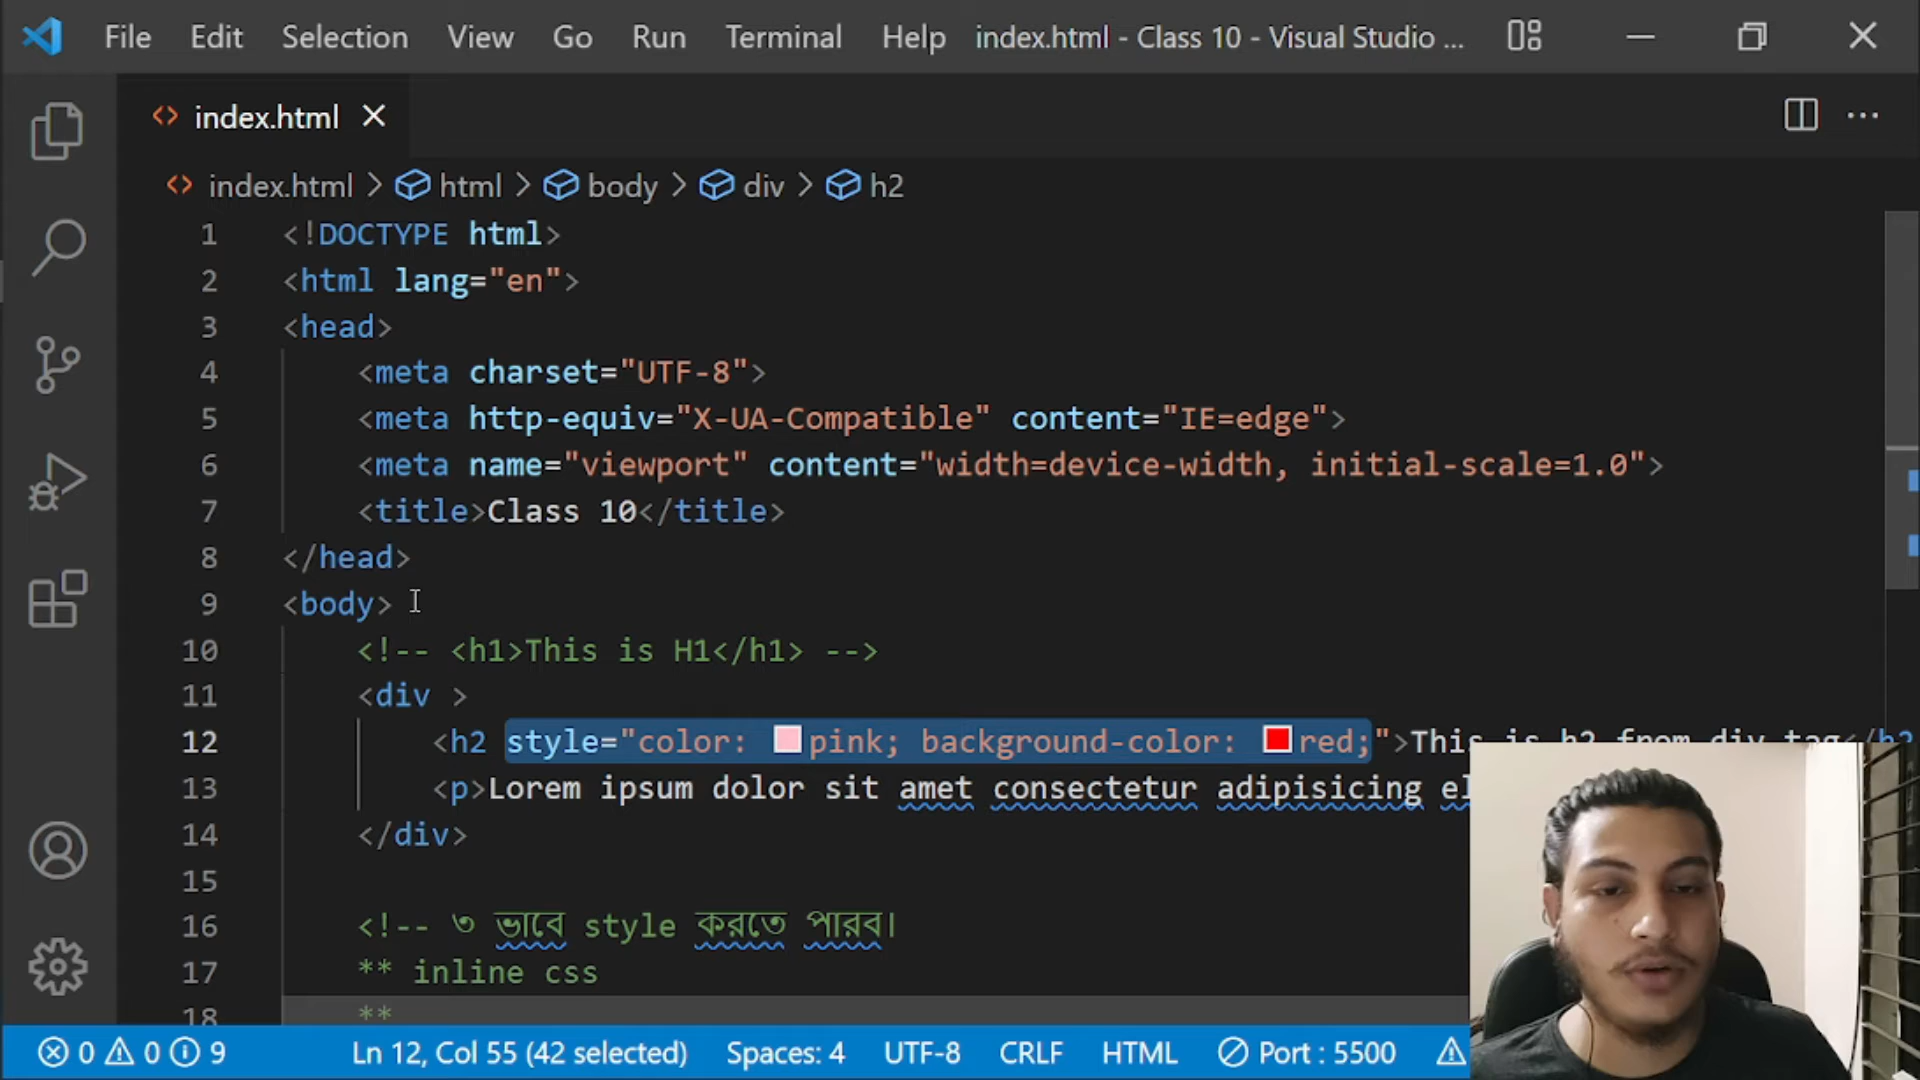 File Edit Selection View Go Run Terminal Help index.html - Class 10 - Visual Studio ...
index.html
index.html > html > body > div > h2
1 <!DOCTYPE html>
2 <html lang="en">
3 <head>
4 <meta charset="UTF-8">
5 <meta http-equiv="X-UA-Compatible" content="IE=edge">
6 <meta name="viewport" content="width=device-width, initial-scale=1.0">
7 <title>Class 10</title>
8 </head>
9 <body>
10 <!-- <h1>This is H1</h1> -->
11 <div >
12 <h2 style="color: pink; background-color: red;">This is h2 from div tag</h2
13 <p>Lorem ipsum dolor sit amet consectetur adipisicing el
14 </div>
15
16 <!-- ৩ ভাবে style করতে পারব।
17 ** inline css
18 **
0 0 9 Ln 12, Col 55 (42 selected) Spaces: 4 UTF-8 CRLF HTML Port : 5500